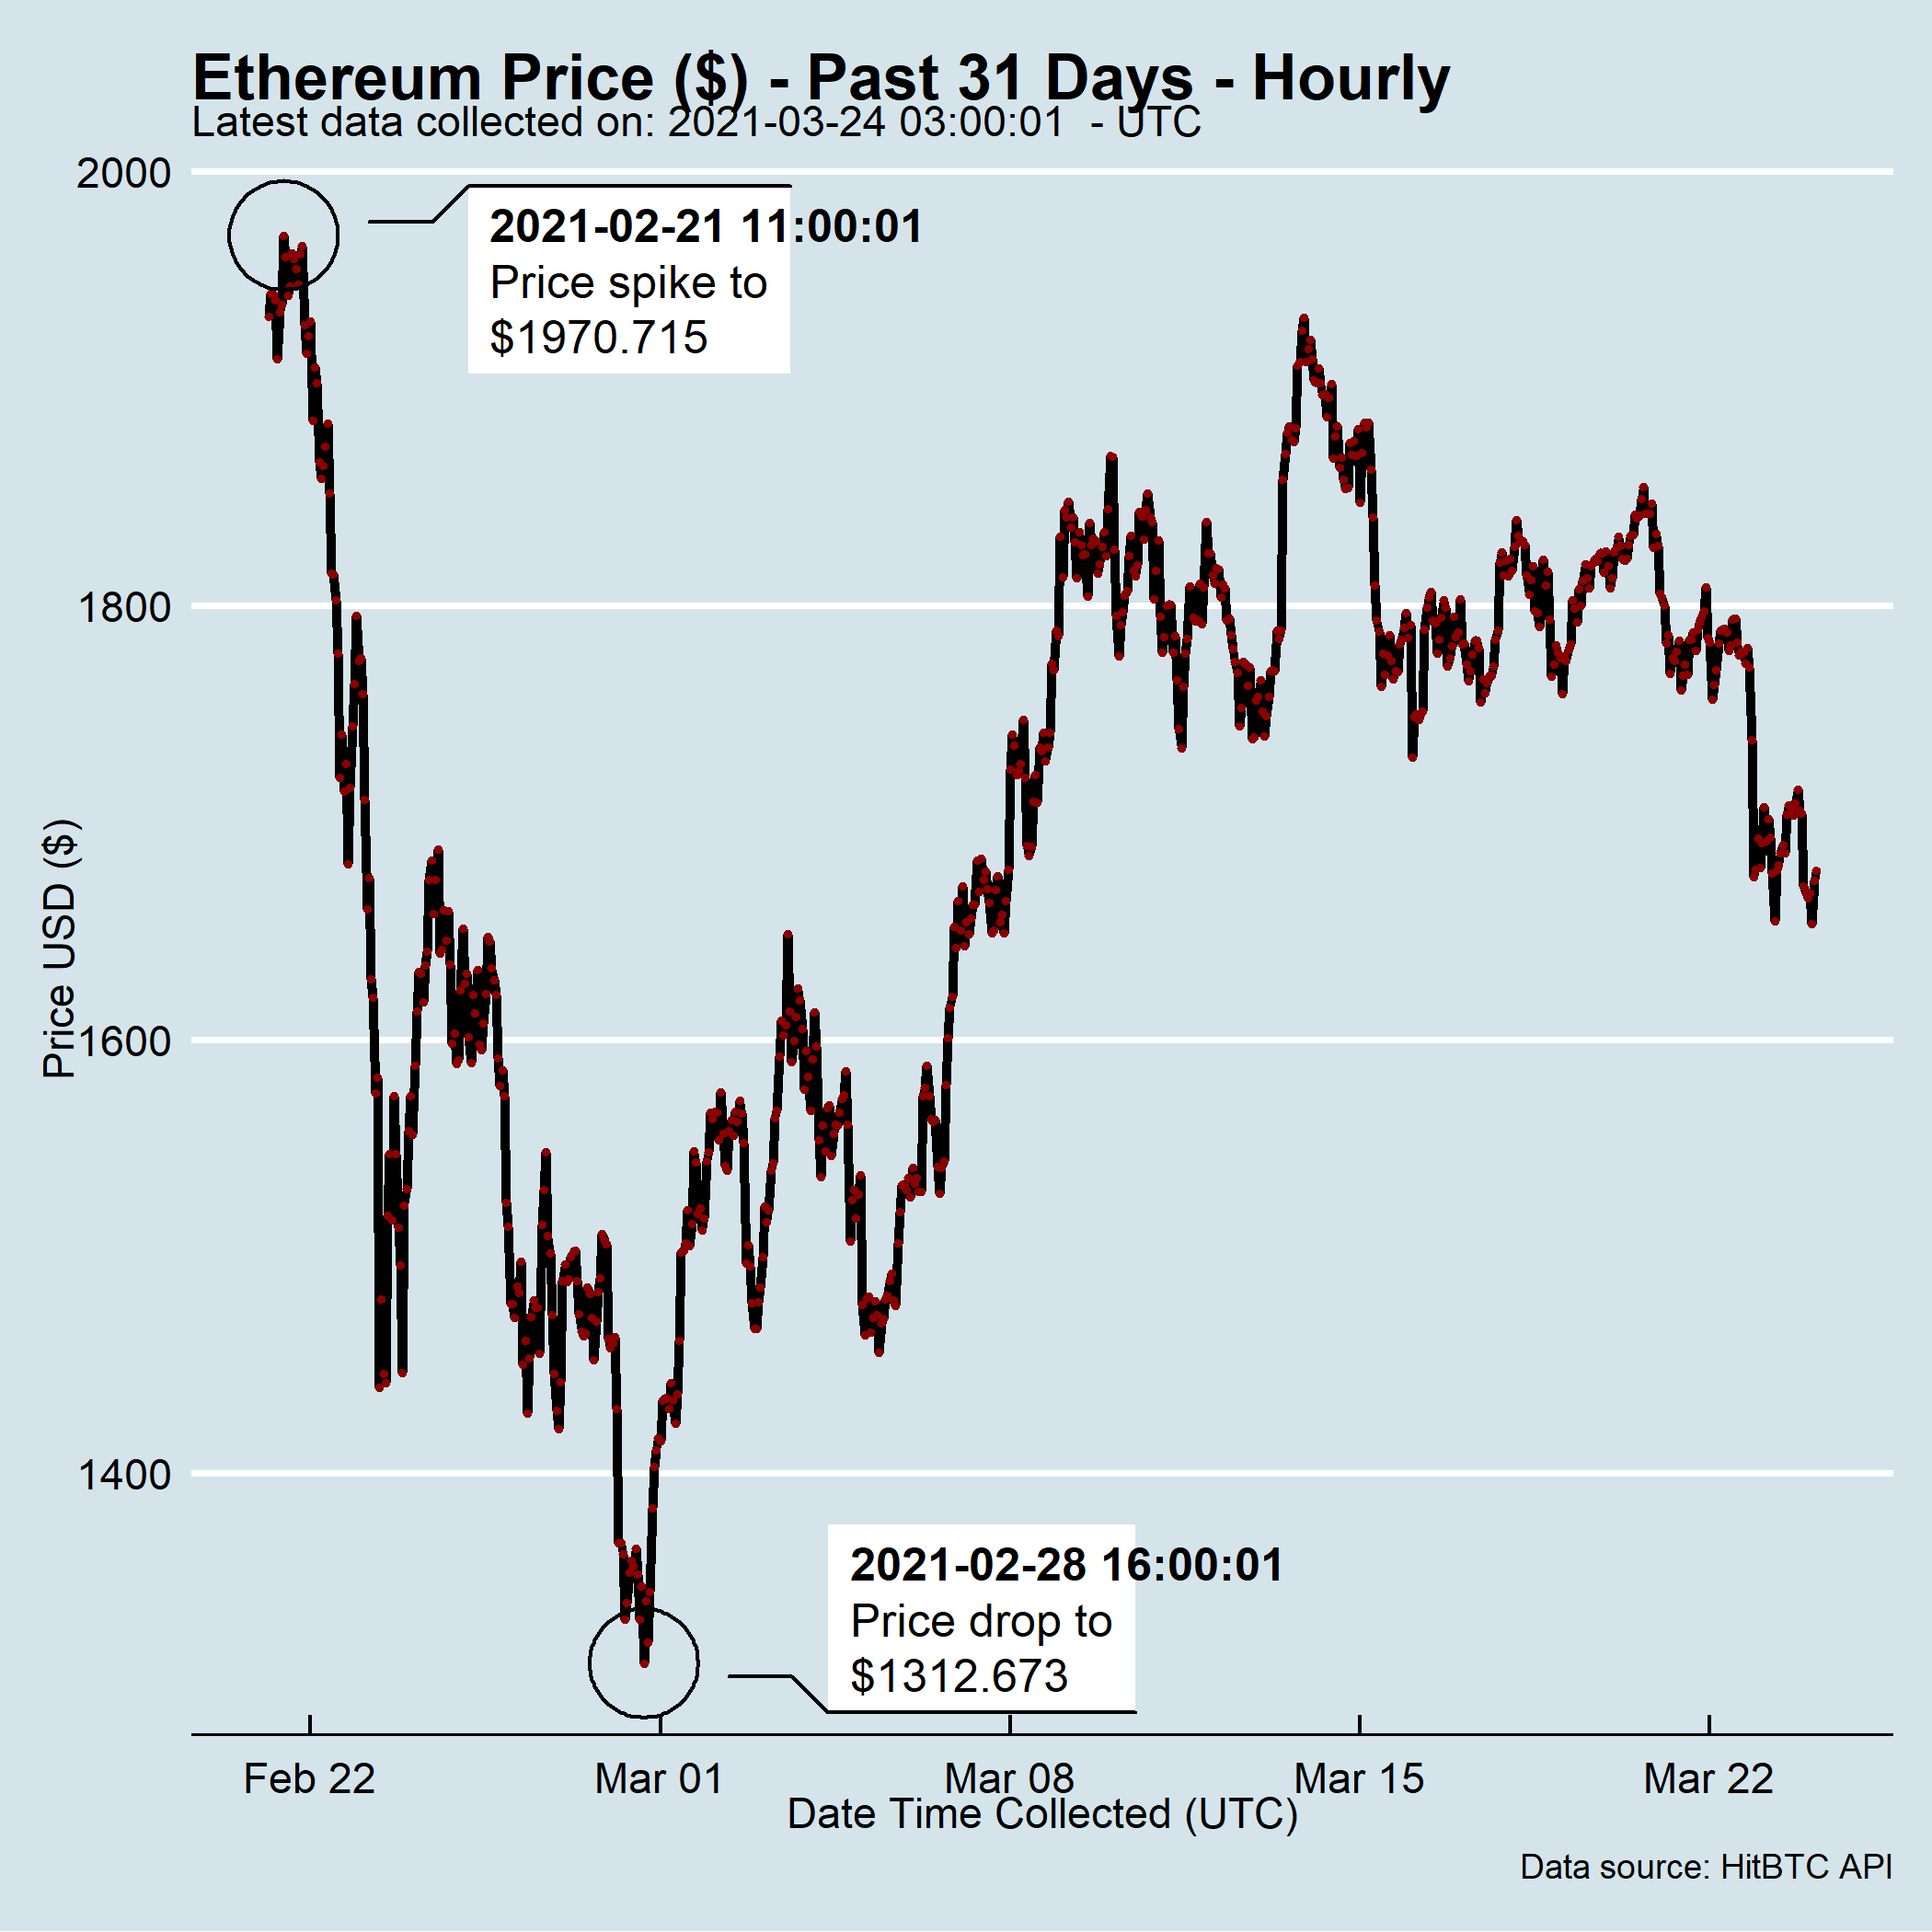 Ethereum Price ($) - Past 31 Days - Hourly
Latest data collected on: 2021-03-24 03:00:01  - UTC
2000
2021-02-21 11:00:01
Price spike to
$1970.715
1800
Price USD ($)
1600
1400
2021-02-28 16:00:01
Price drop to
$1312.673
Feb 22
Mar 01
Mar 08
Mar 15
Mar 22
Date Time Collected (UTC)
Data source: HitBTC API